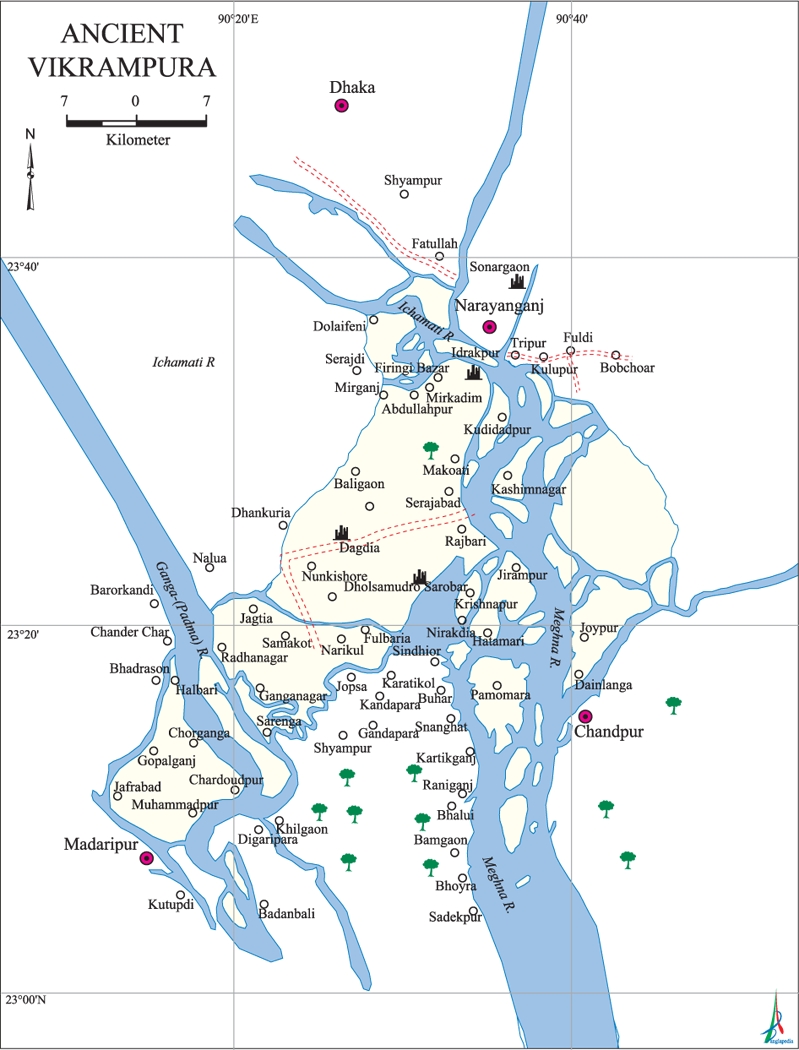 90°20'E
90°40'
ANCIENT
VIKRAMPURA
7 0 7
Kilometer
N
Dhaka
Shyampur
Fatullah
23°40'
Sonargaon
Narayanganj
Ichamati R
Dolaifeni
Idrakpur
Tripur
Fuldi
Kulupur
Bobchoar
Ichamati R
Serajdi
Firingi Bazar
Mirganj
Mirkadim
Abdullahpur
Kudidadpur
Makoati
Baligaon
Kashimnagar
Serajabad
Dhankuria
Rajbari
Dagdia
Nalua
Nunkishore
Jirampur
Dholsamudro Sarobar
Barorkandi
Krishnapur
Ganga-(Padma) R.
Jagtia
Meghna R.
23°20'
Chander Char
Samakot
Fulbaria
Nirakdia
Hatamari
Joypur
Radhanagar
Narikul
Sindhior
Bhadrason
Halbari
Ganganagar
Jopsa
Karatikol
Dainlanga
Kandapara
Buhar
Pamomara
Sarenga
Gandapara
Snanghat
Chandpur
Chorganga
Shyampur
Gopalganj
Kartikganj
Jafrabad
Chardoudpur
Raniganj
Muhammadpur
Bhalui
Khilgaon
Digaripara
Bamgaon
Madaripur
Meghna R.
Bhoyra
Kutupdi
Badanbali
Sadekpur
23°00'N
anglapedia